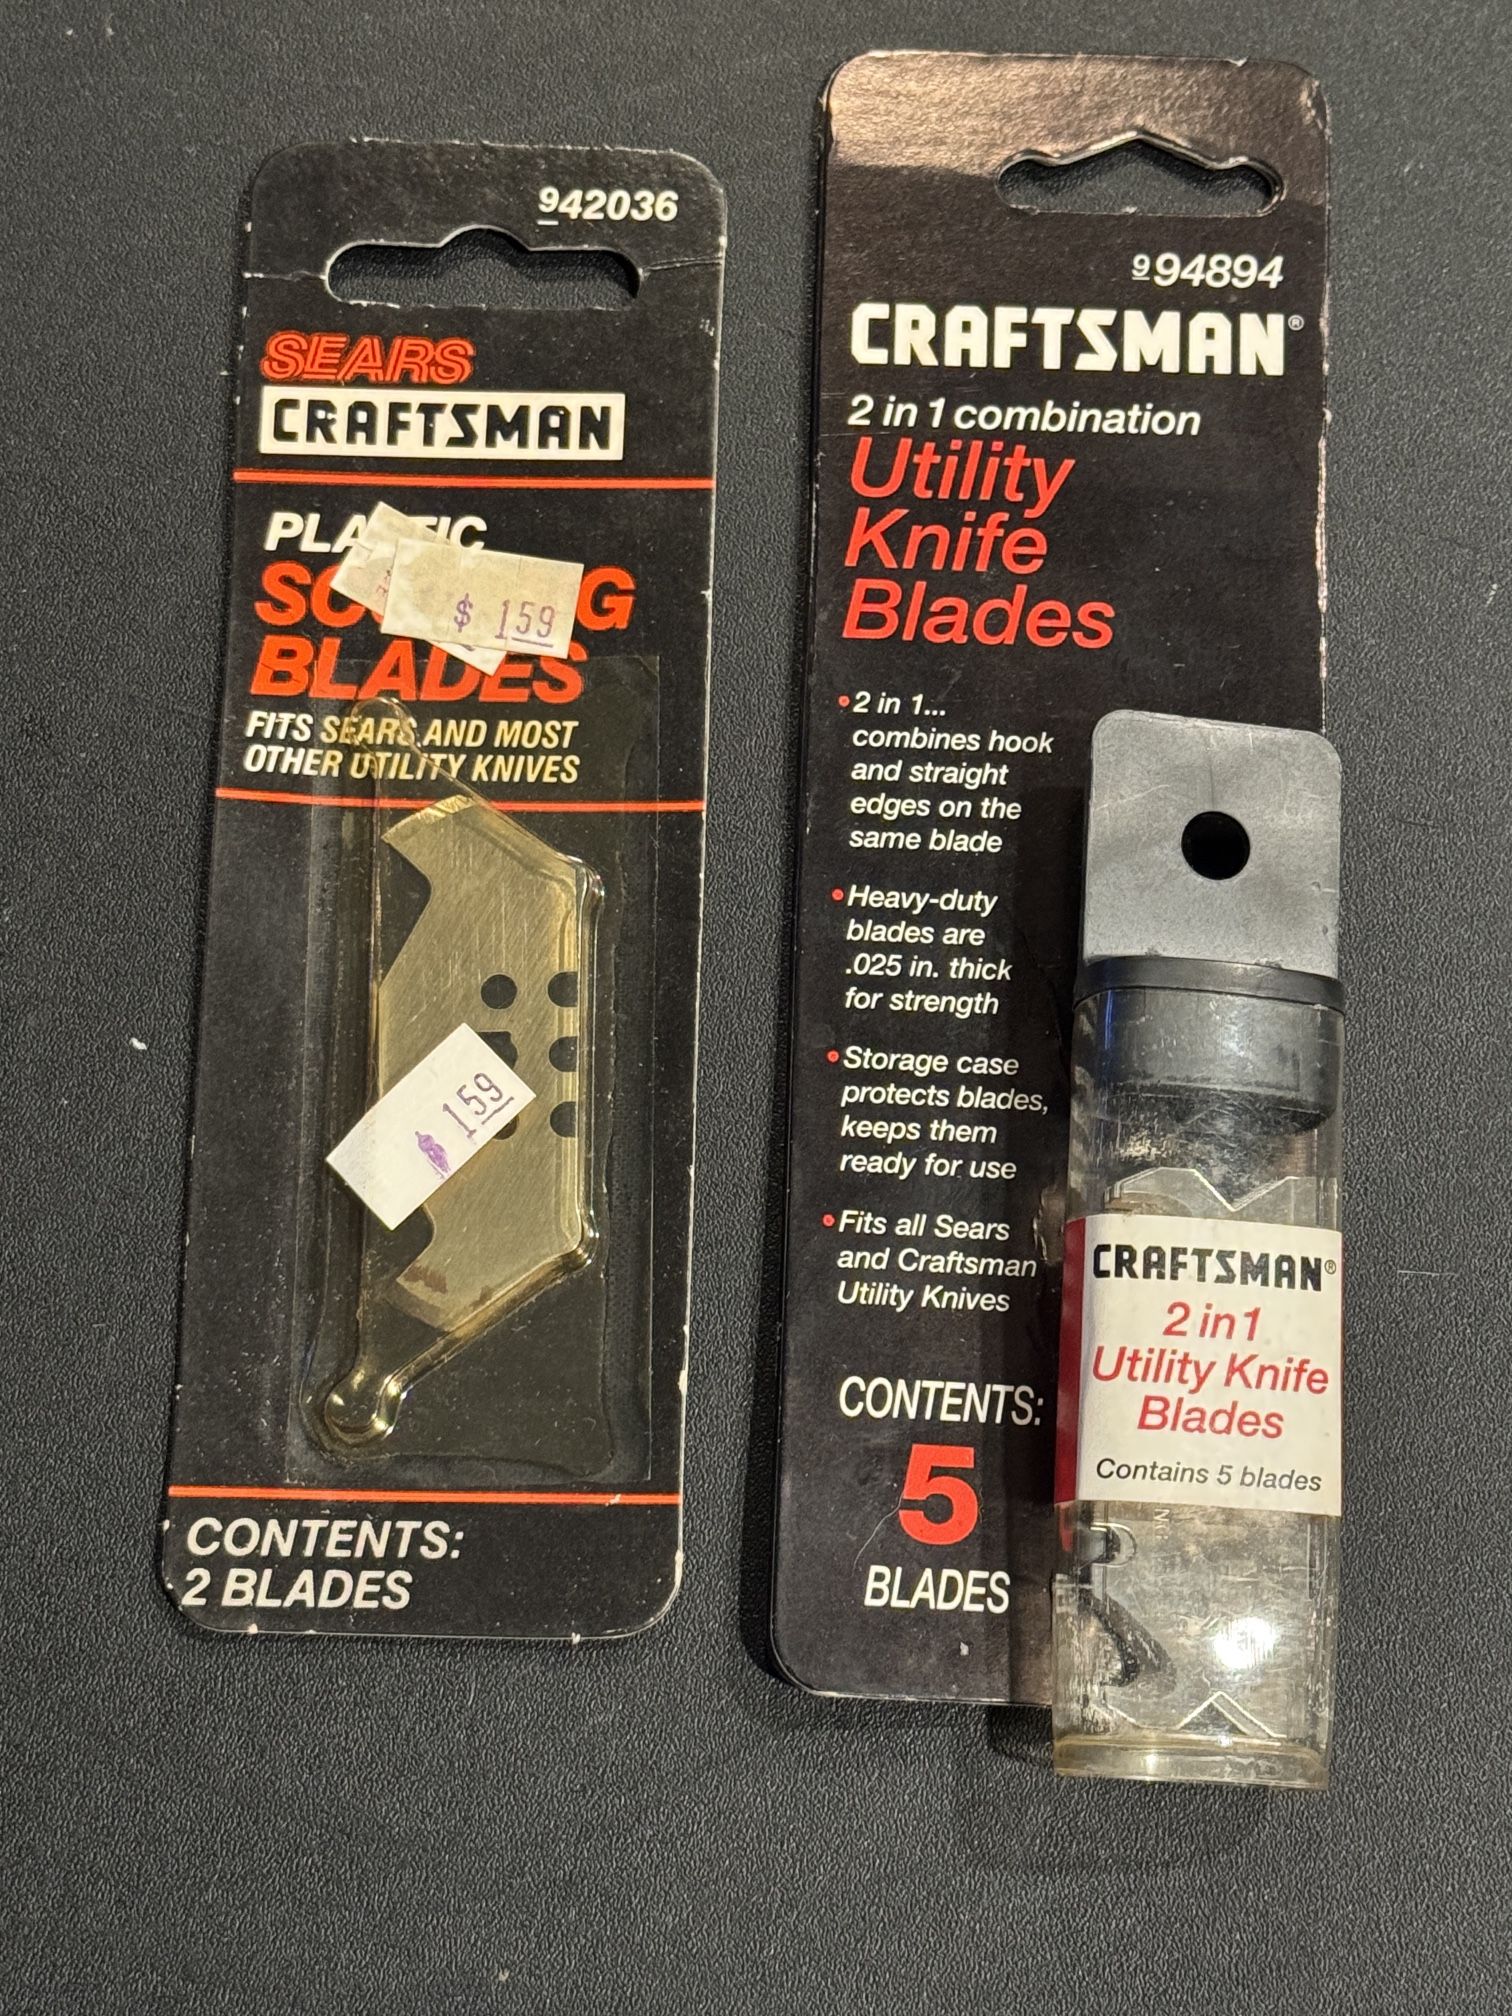 942036
SEARS
CRAFTSMAN
BLADES
FITS SEARS AND MOST
OTHER UTILITY KNIVES
$ 159
159
CONTENTS:
2 BLADES
994894
CRAFTSMAN®
2 in 1 combination
Utility
Knife
Blades
•2 in 1...
combines hook
and straight
edges on the
same blade
•Heavy-duty
blades are
.025 in. thick
for strength
•Storage case
protects blades,
keeps them
ready for use
•Fits all Sears
and Craftsman
Utility Knives
CONTENTS:
5
BLADES
CRAFTSMAN®
2 in 1
Utility Knife
Blades
Contains 5 blades